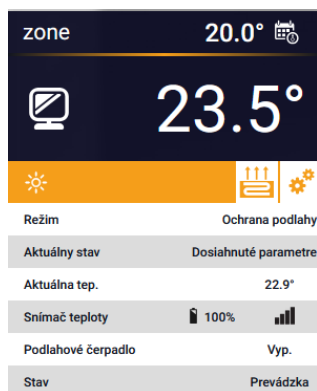 zone 20.0°
23.5°
Režim Ochrana podlahy
Aktuálny stav Dosiahnuté parametre
Aktuálna tep. 22.9°
Snímač teploty 100%
Podlahové čerpadlo Vyp.
Stav Prevádzka